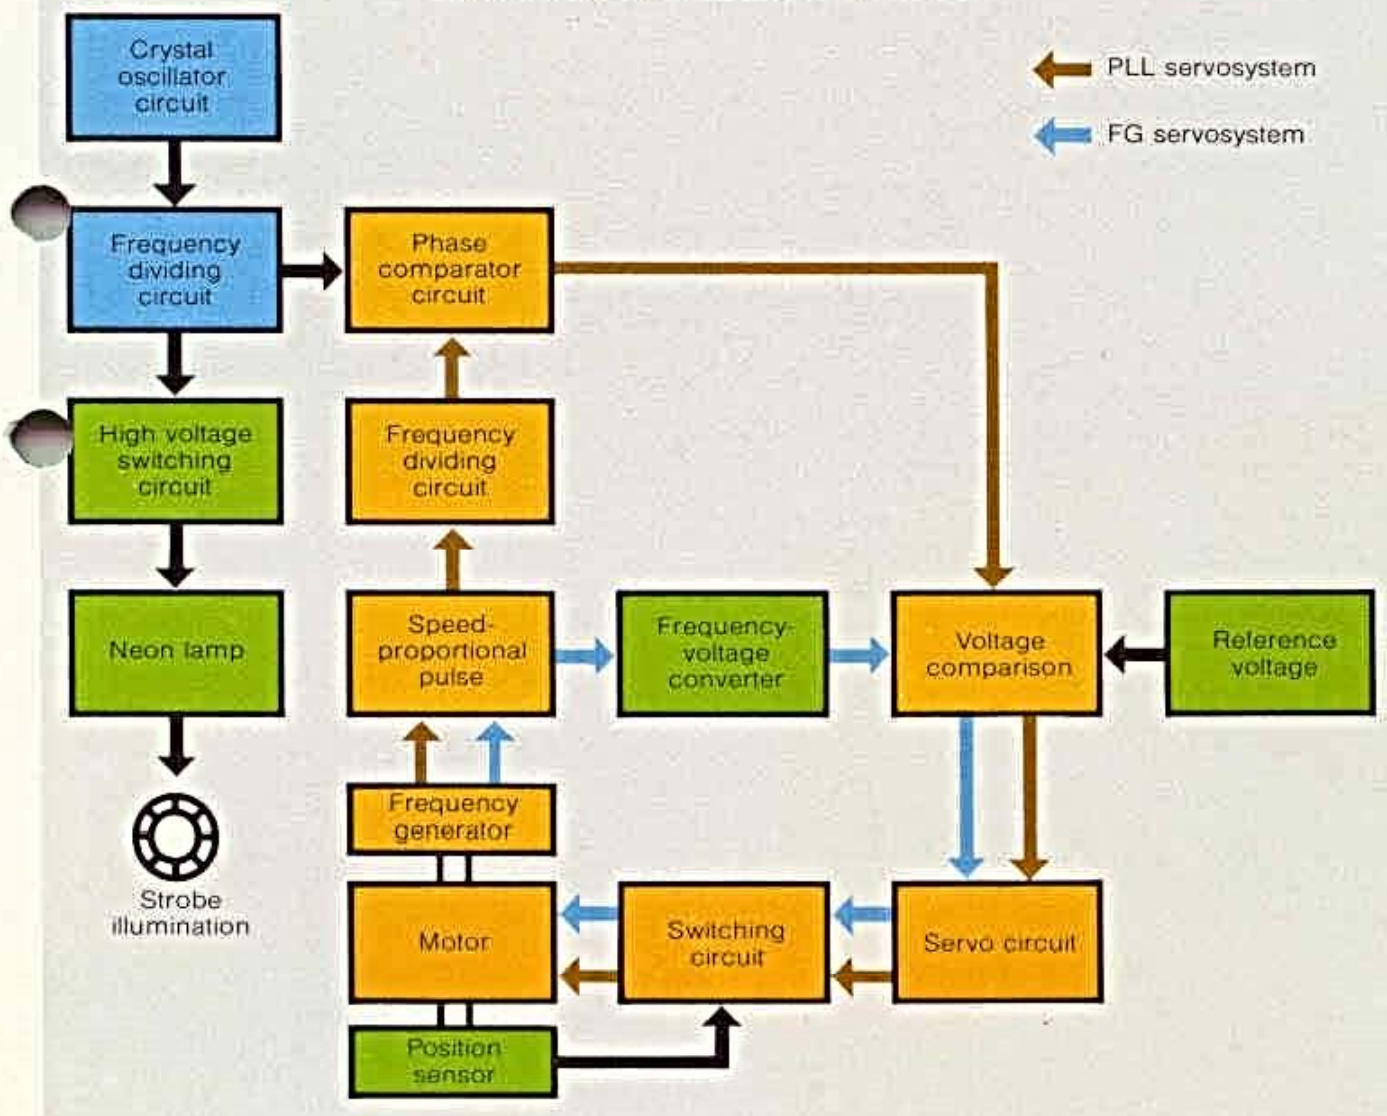 Crystal
oscillator
circuit
PLL servosystem
FG servosystem
Frequency
dividing
circuit
Phase
comparator
circuit
High voltage
switching
circuit
Frequency
dividing
circuit
Neon lamp
Speed-
proportional
pulse
Frequency-
voltage
converter
Voltage
comparison
Reference
voltage
Frequency
generator
Strobe
illumination
Motor
Switching
circuit
Servo circuit
Position
sensor